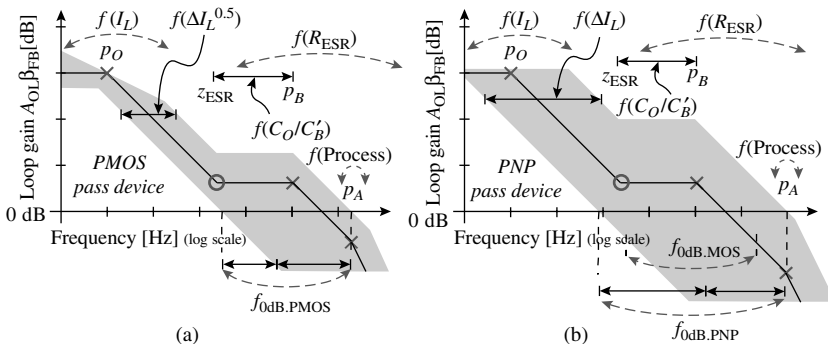 Loop gain A_OLβ_FB[dB]
f(I_L)
f(ΔI_L^0.5)
p_O
f(R_ESR)
z_ESR
p_B
f(C_O/C'_B)
f(Process)
p_A
PMOS
pass device
0 dB
Frequency [Hz] (log scale)
f_0dB.PMOS
(a)
Loop gain A_OLβ_FB[dB]
f(I_L)
f(ΔI_L)
p_O
f(R_ESR)
z_ESR
p_B
f(C_O/C'_B)
f(Process)
p_A
PNP
pass device
0 dB
Frequency [Hz] (log scale)
f_0dB.MOS
f_0dB.PNP
(b)